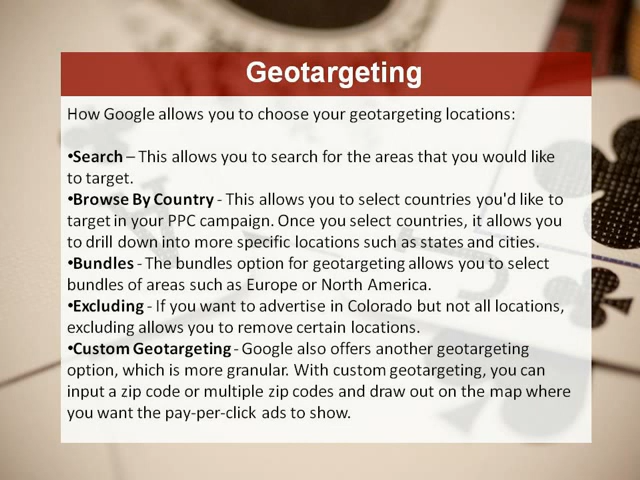 Geotargeting
How Google allows you to choose your geotargeting locations:
•Search – This allows you to search for the areas that you would like
to target.
•Browse By Country - This allows you to select countries you'd like to
target in your PPC campaign. Once you select countries, it allows you
to drill down into more specific locations such as states and cities.
•Bundles - The bundles option for geotargeting allows you to select
bundles of areas such as Europe or North America.
•Excluding - If you want to advertise in Colorado but not all locations,
excluding allows you to remove certain locations.
•Custom Geotargeting - Google also offers another geotargeting
option, which is more granular. With custom geotargeting, you can
input a zip code or multiple zip codes and draw out on the map where
you want the pay-per-click ads to show.